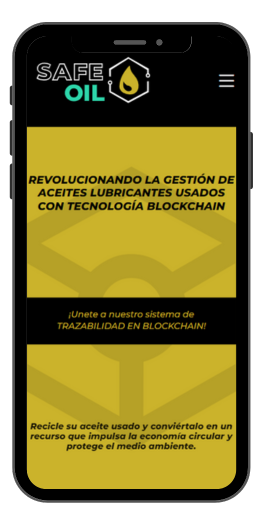 SAFE
OIL
REVOLUCIONANDO LA GESTIÓN DE
ACEITES LUBRICANTES USADOS
CON TECNOLOGÍA BLOCKCHAIN
¡Unete a nuestro sistema de
TRAZABILIDAD EN BLOCKCHAIN!
Recicle su aceite usado y conviértalo en un
recurso que impulsa la economía circular y
protege el medio ambiente.